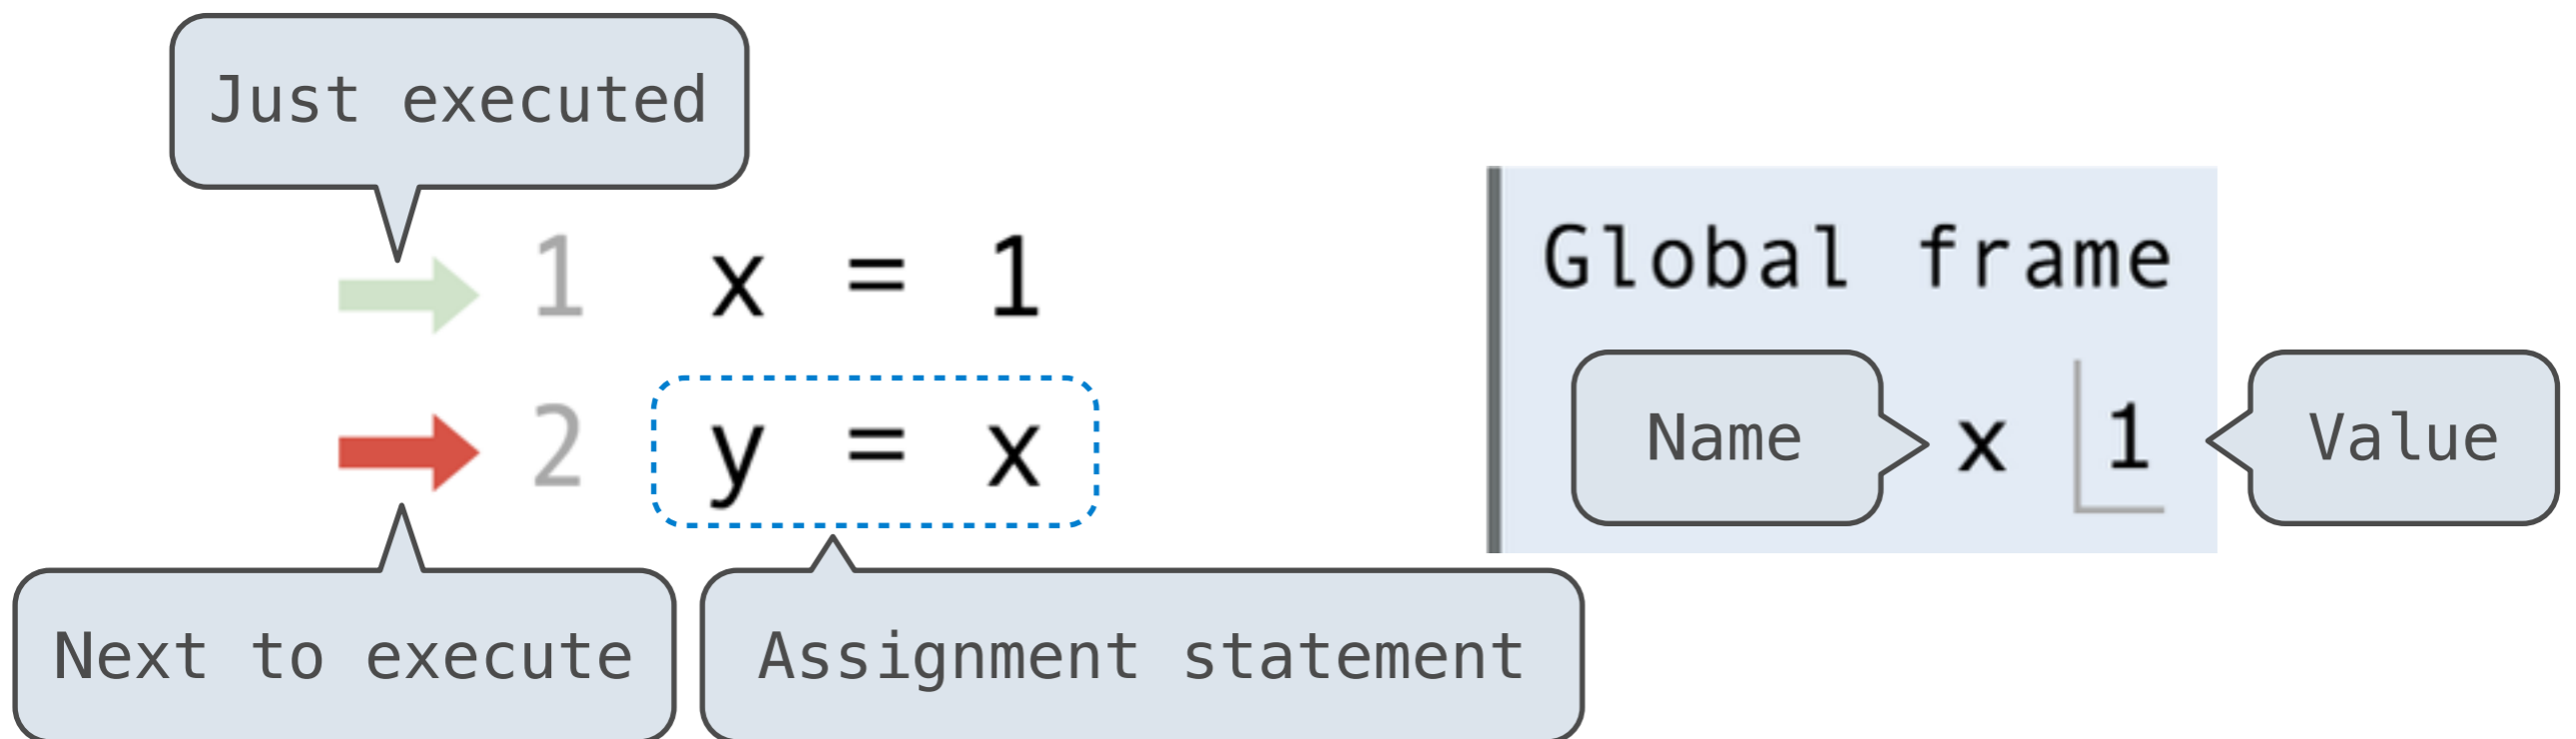 Just executed
1 x = 1
2 y = x
Next to execute
Assignment statement
Global frame
Name
x 1
Value